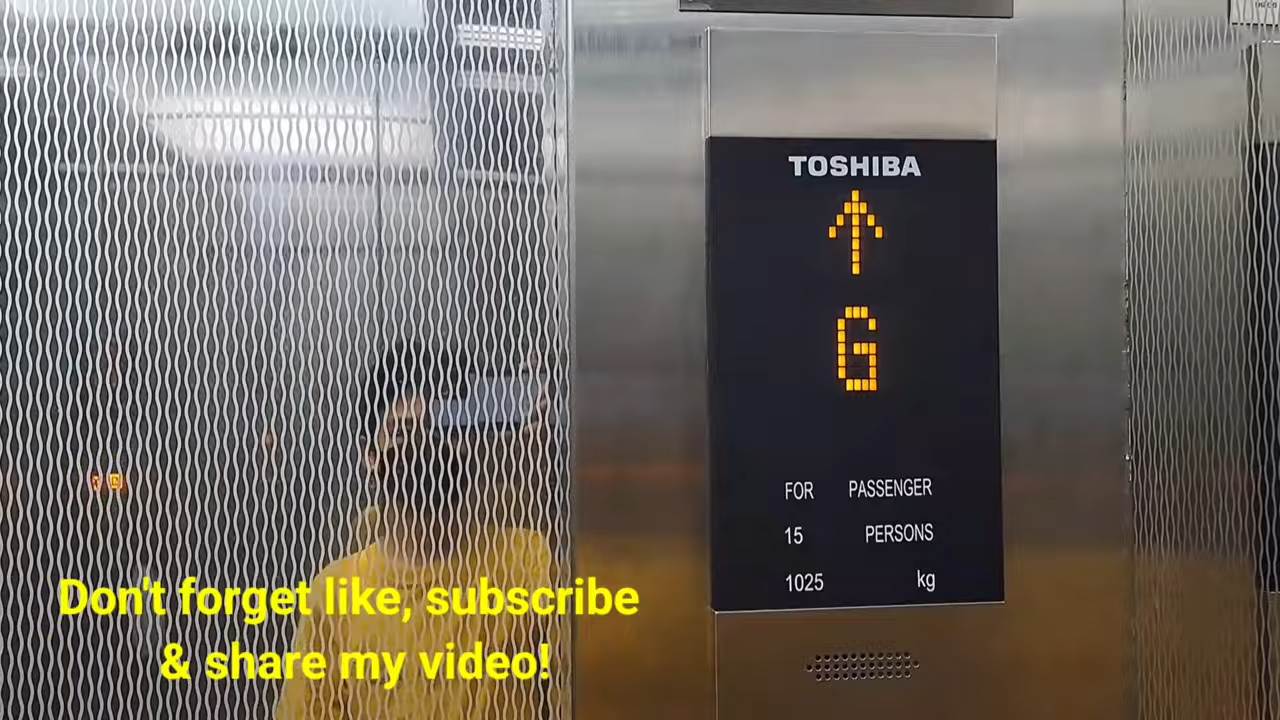 TOSHIBA
G
FOR PASSENGER
15 PERSONS
1025 kg
Don't forget like, subscribe
& share my video!